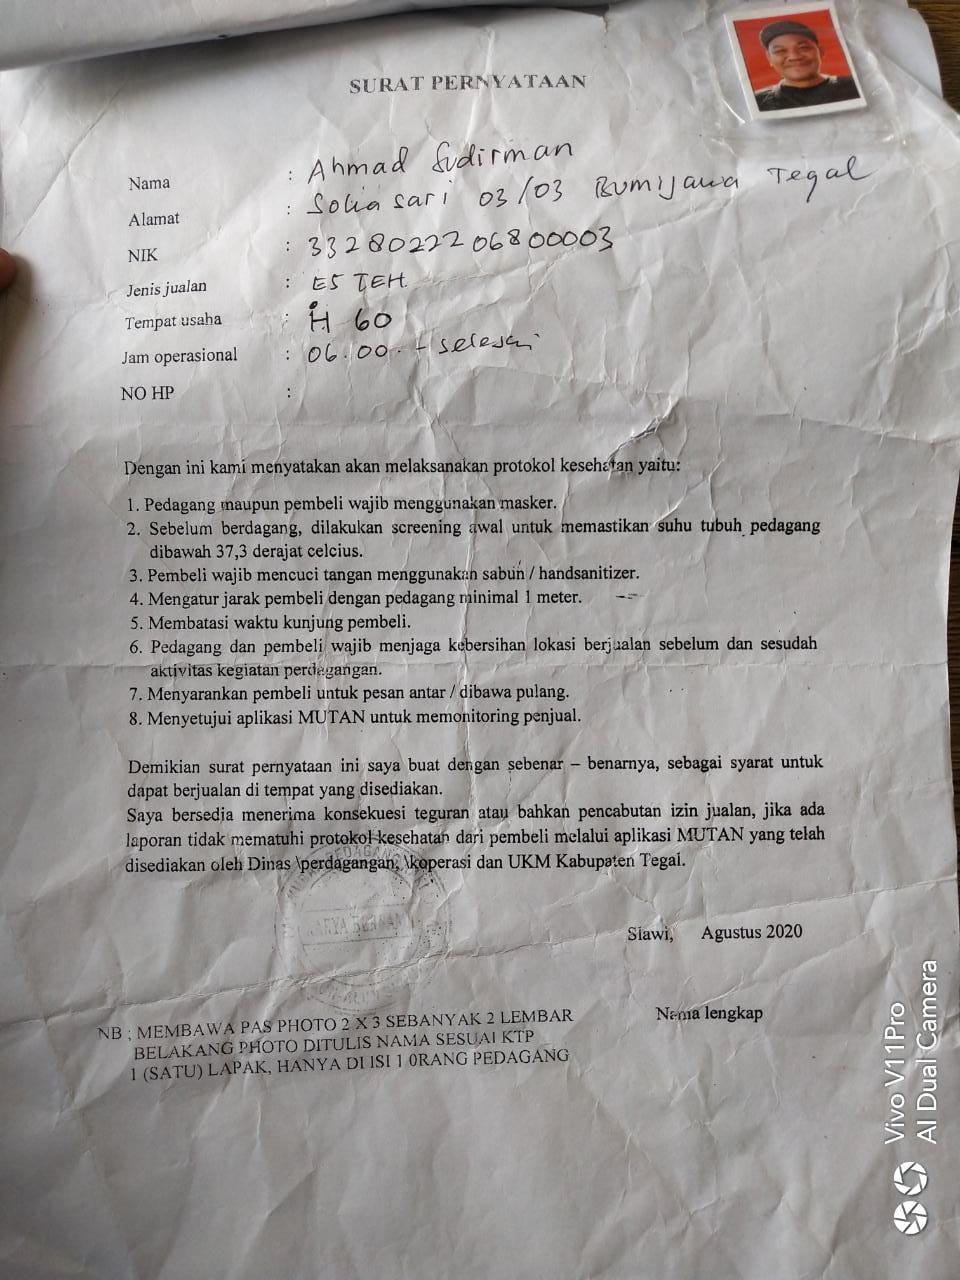 SURAT PERNYATAAN
Nama : Ahmad Sudirman
Alamat : Sokasari 03/03 Bumijawa Tegal
NIK : 3328022206800003
Jenis jualan : ES TEH.
Tempat usaha : H 60
Jam operasional : 06.00.- selesai
NO HP :
Dengan ini kami menyatakan akan melaksanakan protokol kesehatan yaitu:
1. Pedagang maupun pembeli wajib menggunakan masker.
2. Sebelum berdagang, dilakukan screening awal untuk memastikan suhu tubuh pedagang
dibawah 37,3 derajat celcius.
3. Pembeli wajib mencuci tangan menggunakan sabun / handsanitizer.
4. Mengatur jarak pembeli dengan pedagang minimal 1 meter.
5. Membatasi waktu kunjung pembeli.
6. Pedagang dan pembeli wajib menjaga kebersihan lokasi berjualan sebelum dan sesudah
aktivitas kegiatan perdagangan.
7. Menyarankan pembeli untuk pesan antar / dibawa pulang.
8. Menyetujui aplikasi MUTAN untuk memonitoring penjual.
Demikian surat pernyataan ini saya buat dengan sebenar – benarnya, sebagai syarat untuk
dapat berjualan di tempat yang disediakan.
Saya bersedia menerima konsekuesi teguran atau bahkan pencabutan izin jualan, jika ada
laporan tidak mematuhi protokol kesehatan dari pembeli melalui aplikasi MUTAN yang telah
disediakan oleh Dinas \perdagangan, \koperasi dan UKM Kabupaten Tegal.
Slawi, Agustus 2020
Nama lengkap
NB ; MEMBAWA PAS PHOTO 2 X 3 SEBANYAK 2 LEMBAR
BELAKANG PHOTO DITULIS NAMA SESUAI KTP
1 (SATU) LAPAK, HANYA DI ISI 1 0RANG PEDAGANG
Vivo V11Pro
AI Dual Camera